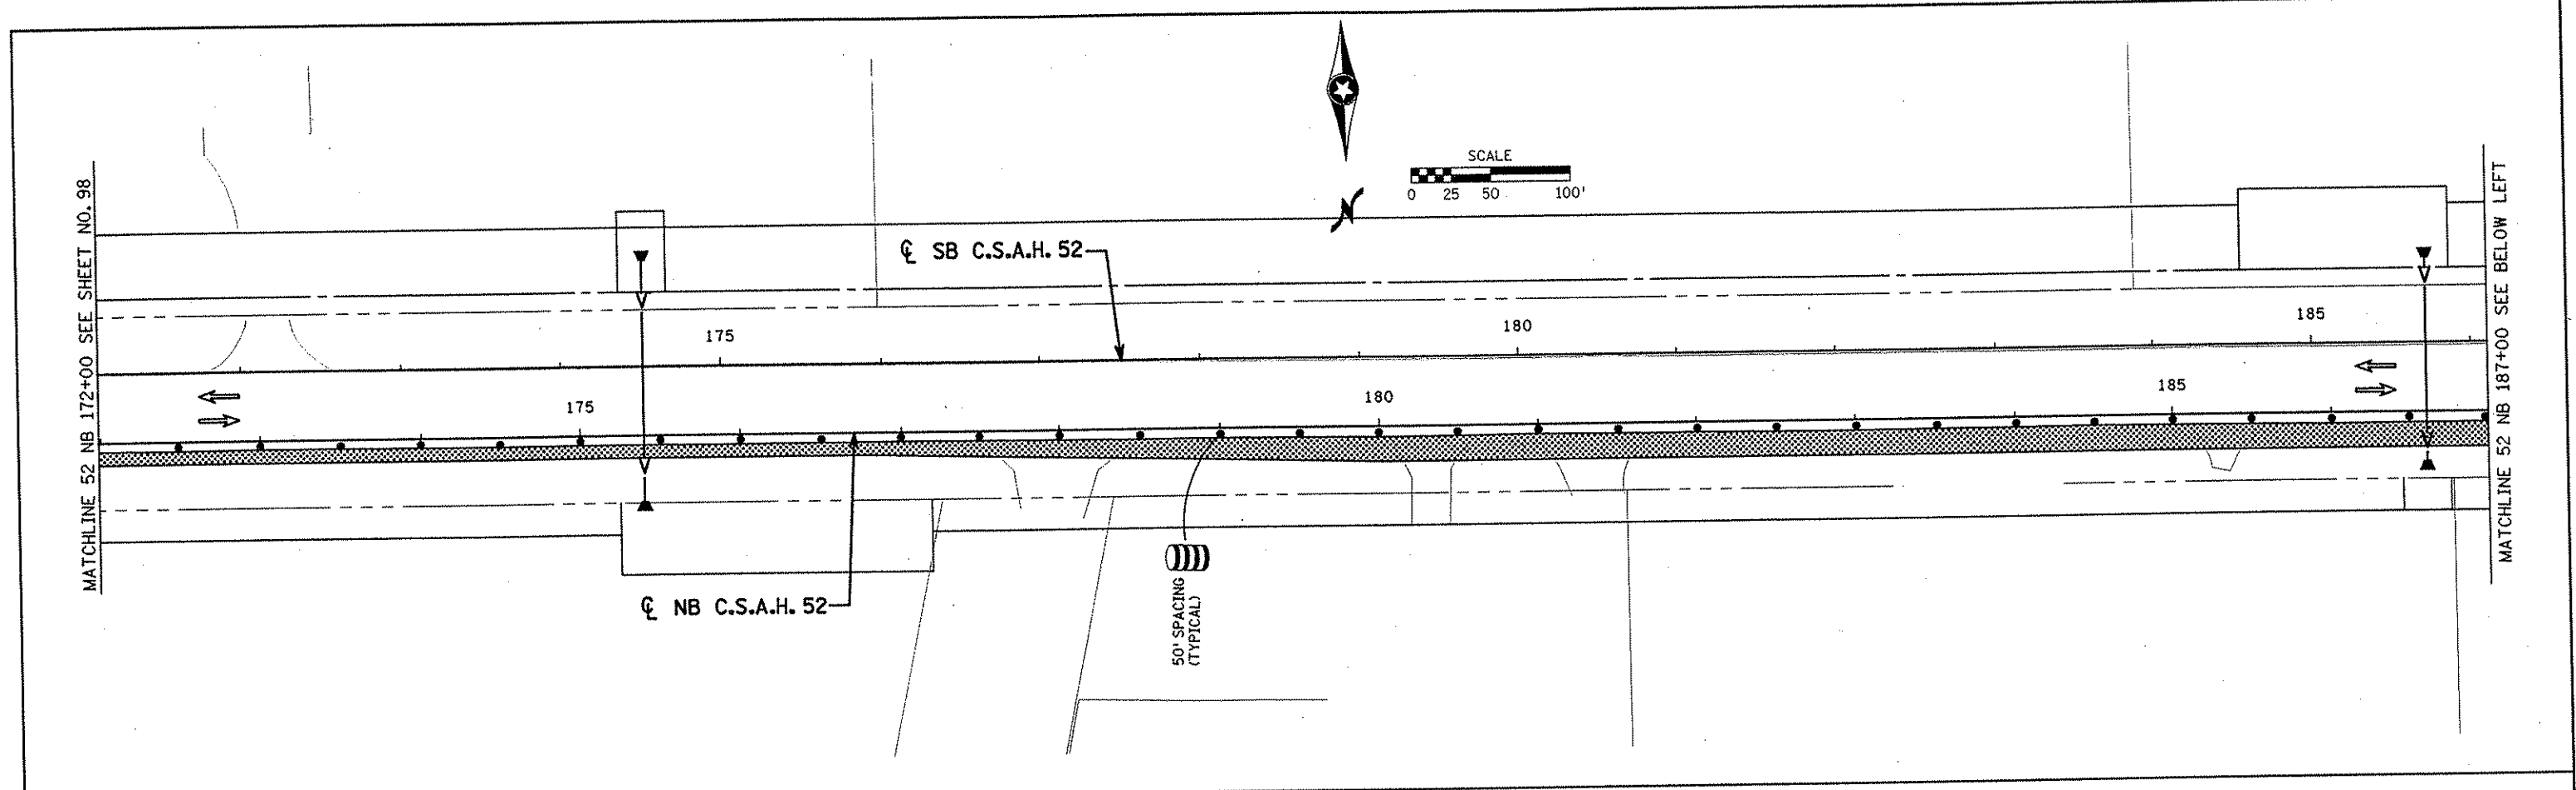 SCALE
0 25 50 100'
N
MATCHLINE 52 NB 172+00 SEE SHEET NO. 98
℄ SB C.S.A.H. 52
175
180
185
175
180
185
℄ NB C.S.A.H. 52
50' SPACING
(TYPICAL)
MATCHLINE 52 NB 187+00 SEE BELOW LEFT